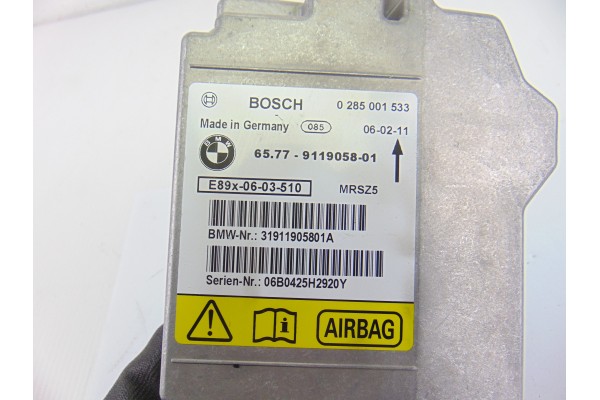 BOSCH 0 285 001 533
Made in Germany 085 06-02-11
BMW 65.77 - 9119058-01
E89x-06-03-510 MRSZ5
BMW-Nr.: 31911905801A
Serien-Nr.: 06B0425H2920Y
AIRBAG